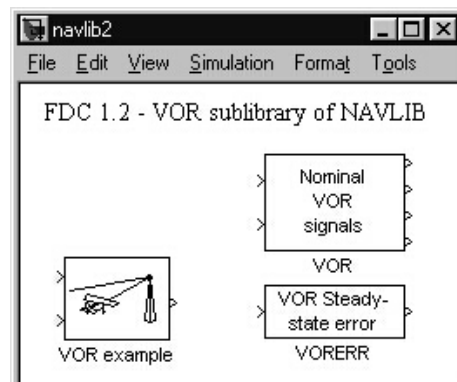 navlib2
File Edit View Simulation Format Tools
FDC 1.2 - VOR sublibrary of NAVLIB
Nominal
VOR
signals
VOR
VOR example
VOR Steady-
state error
VORERR